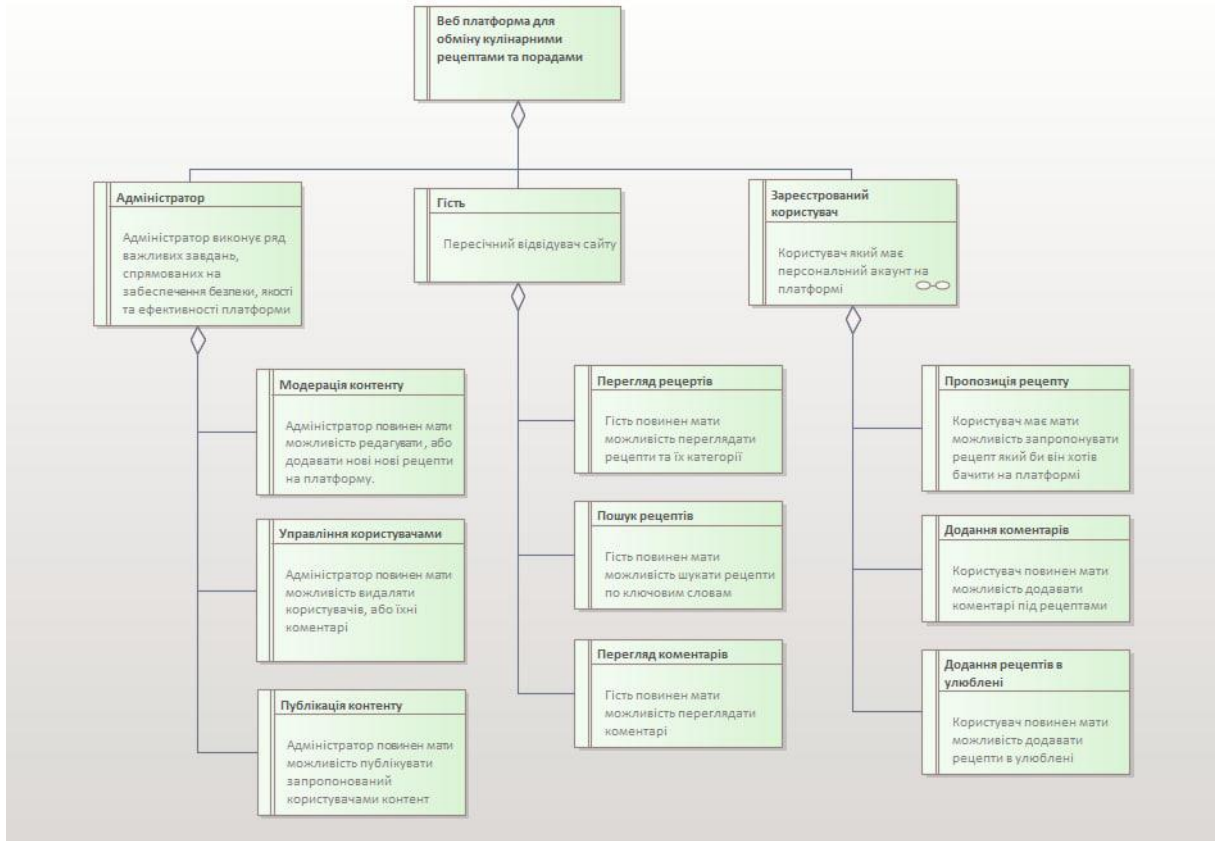 Веб платформа для
обміну кулінарними
рецептами та порадами
Адміністратор
Адміністратор виконує ряд
важливих завдань,
спрямованих на
забеспечення безпеки, якості
та ефективності платформи
Гість
Пересічний відвідувач сайту
Зареєстрований
користувач
Користувач який має
персональний акаунт на
платформі
Модерація контенту
Адміністратор повинен мати
можливість редагувати, або
додавати нові нові рецепти
на платформу.
Управління користувачами
Адміністратор повинен мати
можливість видаляти
користувачів, або їхні
коментарі
Публікація контенту
Адміністратор повинен мати
можливість публікувати
запропонований
користувачами контент
Перегляд рецертів
Гість повинен мати
можливість переглядати
рецепти та їх категорії
Пошук рецептів
Гість повинен мати
можливість шукати рецепти
по ключовим словам
Перегляд коментарів
Гість повинен мати
можливість переглядати
коментарі
Пропозиція рецепту
Користувач має мати
можливість запропонувати
рецепт який би він хотів
бачити на платформі
Додання коментарів
Користувач повинен мати
можливість додавати
коментарі під рецептами
Додання рецептів в
улюблені
Користувач повинен мати
можливість додавати
рецепти в улюблені